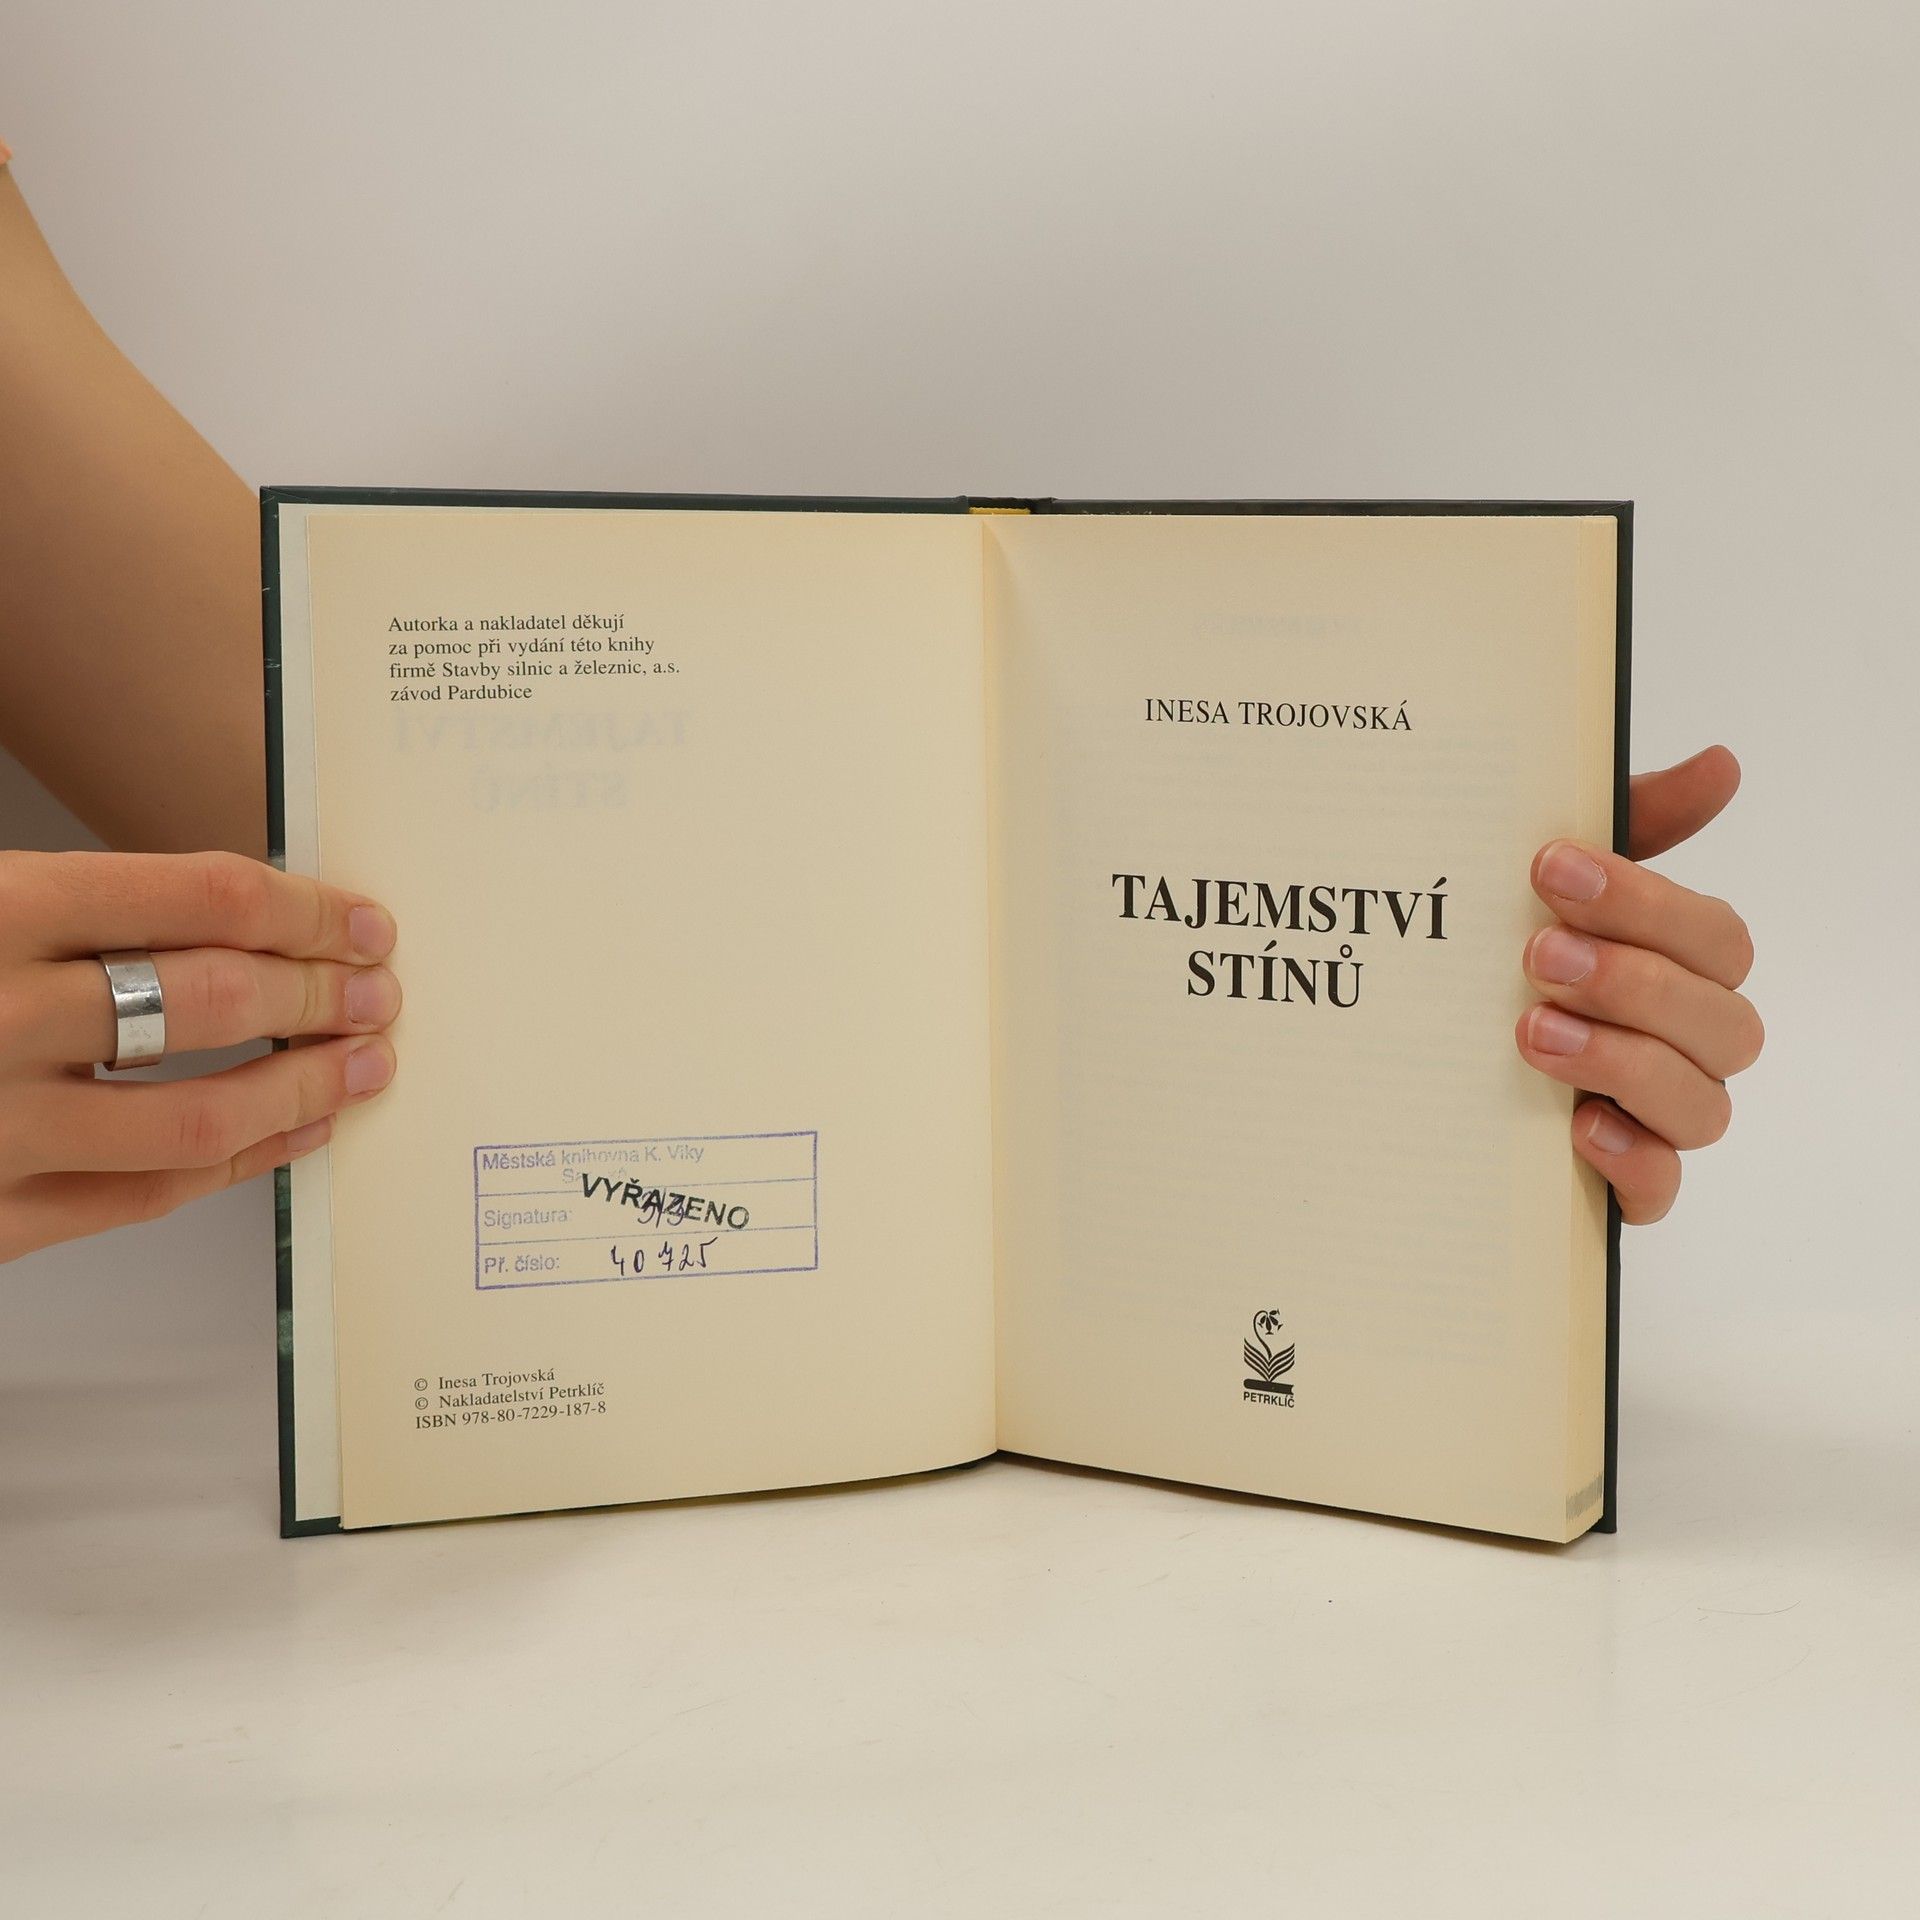 Autorka a nakladatel děkují
za pomoc při vydání této knihy
firmě Stavby silnic a železnic, a.s.
závod Pardubice
Městská knihovna K. Viky
VYŘAZENO
Signatura:
Př. číslo: 40 725
© Inesa Trojovská
© Nakladatelství Petrklíč
ISBN 978-80-7229-187-8
INESA TROJOVSKÁ
TAJEMSTVÍ
STÍNŮ
PETRKLÍČ